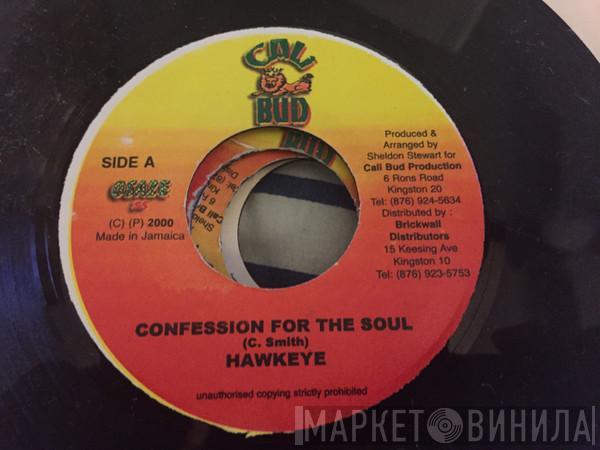 CALI
BUD
SIDE A
(C) (P) 2000
Made in Jamaica
Produced &
Arranged by
Sheldon Stewart for
Cali Bud Production
6 Rons Road
Kingston 20
Tel: (876) 924-5634
Distributed by :
Brickwall
Distributors
15 Keesing Ave
Kingston 10
Tel: (876) 923-5753
CONFESSION FOR THE SOUL
(C. Smith)
HAWKEYE
unauthorised copying strictly prohibited
МАРКЕТ ВИНИЛА